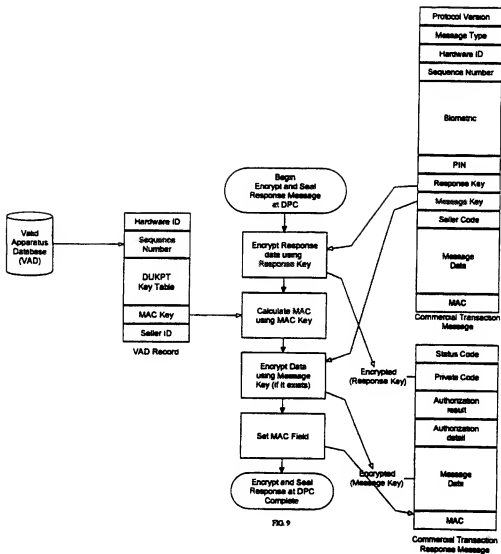 Protocol Version
Message Type
Hardware ID
Sequence Number
Biometric
PIN
Response Key
Message Key
Seller Code
Message
Data
MAC
Commercial Transaction
Message
Begin
Encrypt and Seal
Response Message
at DPC
Valid
Apparatus
Database
(VAD)
Hardware ID
Sequence
Number
DUKPT
Key Table
MAC Key
Seller ID
VAD Record
Encrypt Response
data using
Response Key
Calculate MAC
using MAC Key
Encrypt Data
using Message
Key (if it exists)
Set MAC Field
Encrypt and Seal
Response at DPC
Complete
Encrypted
(Response Key)
Encrypted
(Message Key)
Status Code
Private Code
Authorization
result
Authorization
detail
Message
Data
MAC
Commercial Transaction
Response Message
FIG. 9